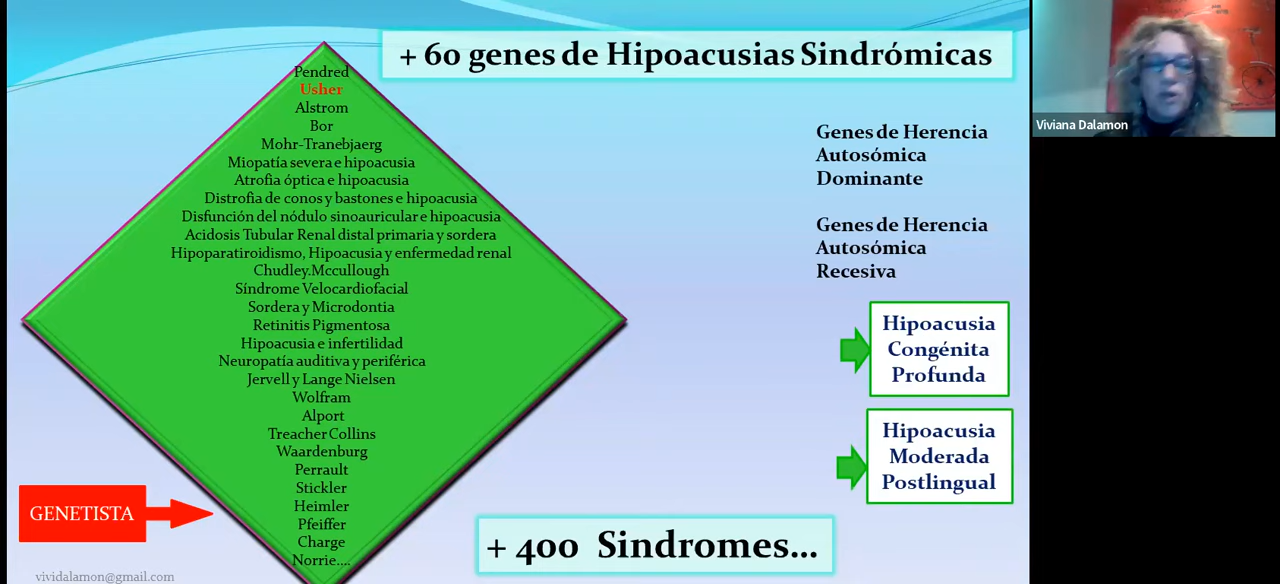 + 60 genes de Hipoacusias Sindrómicas
Pendred
Usher
Alstrom
Bor
Mohr-Tranebjaerg
Miopatía severa e hipoacusia
Atrofia óptica e hipoacusia
Distrofia de conos y bastones e hipoacusia
Disfunción del nódulo sinoauricular e hipoacusia
Acidosis Tubular Renal distal primaria y sordera
Hipoparatiroidismo, Hipoacusia y enfermedad renal
Chudley.Mccullough
Síndrome Velocardiofacial
Sordera y Microdontia
Retinitis Pigmentosa
Hipoacusia e infertilidad
Neuropatía auditiva y periférica
Jervell y Lange Nielsen
Wolfram
Alport
Treacher Collins
Waardenburg
Perrault
Stickler
Heimler
Pfeiffer
Charge
Norrie....
GENETISTA
Genes de Herencia
Autosómica
Dominante
Genes de Herencia
Autosómica
Recesiva
Hipoacusia
Congénita
Profunda
Hipoacusia
Moderada
Postlingual
+ 400 Sindromes...
vividalamon@gmail.com
Viviana Dalamon